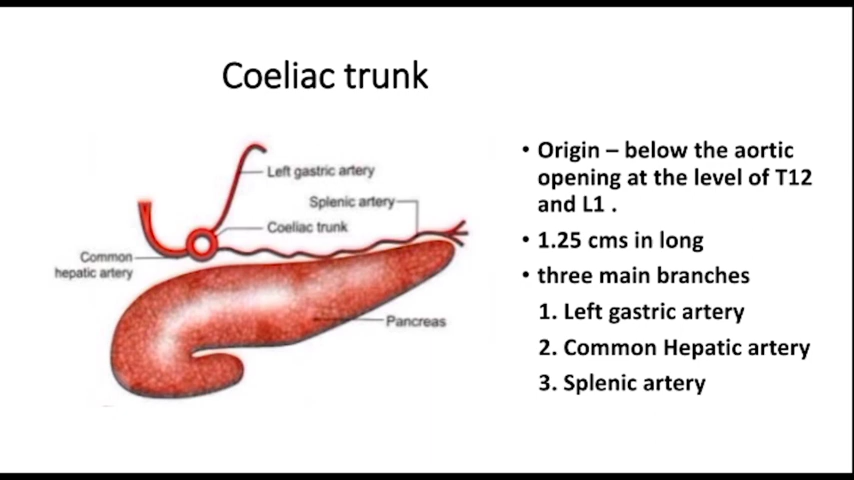 Coeliac trunk
Left gastric artery
Splenic artery
Coeliac trunk
Common
hepatic artery
Pancreas
• Origin – below the aortic
opening at the level of T12
and L1 .
• 1.25 cms in long
• three main branches
1. Left gastric artery
2. Common Hepatic artery
3. Splenic artery